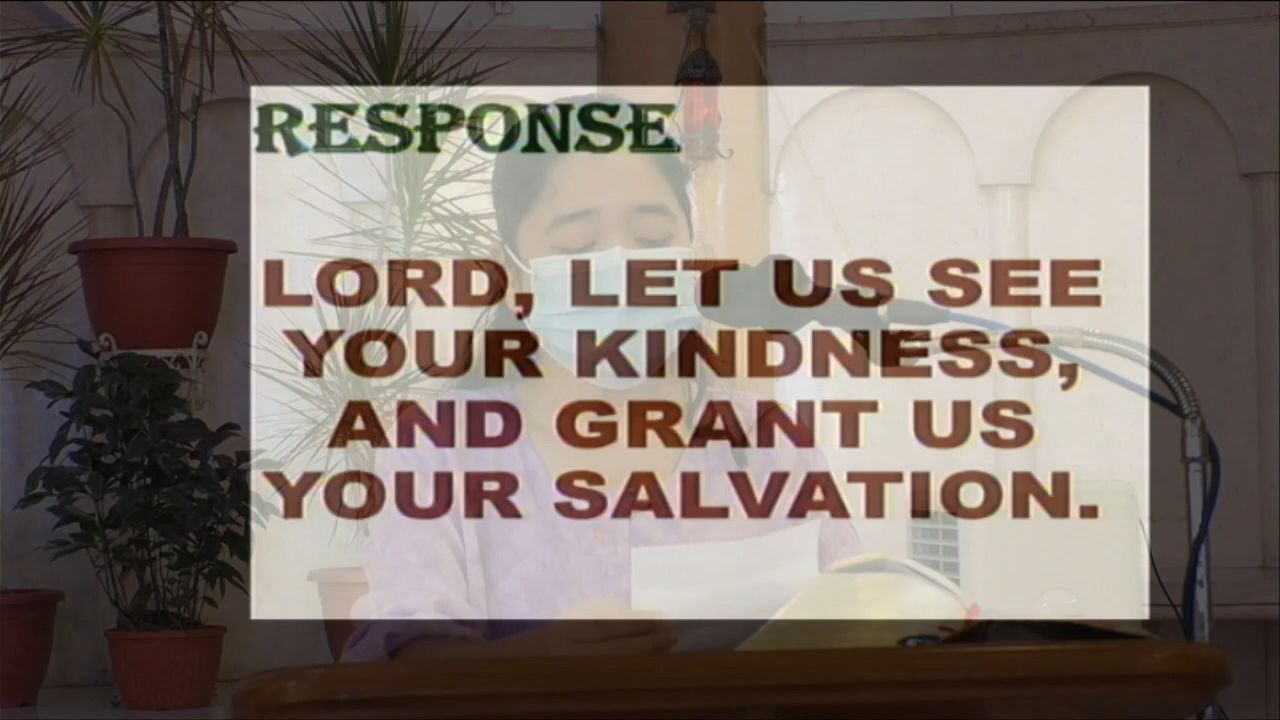 RESPONSE
LORD, LET US SEE
YOUR KINDNESS,
AND GRANT US
YOUR SALVATION.